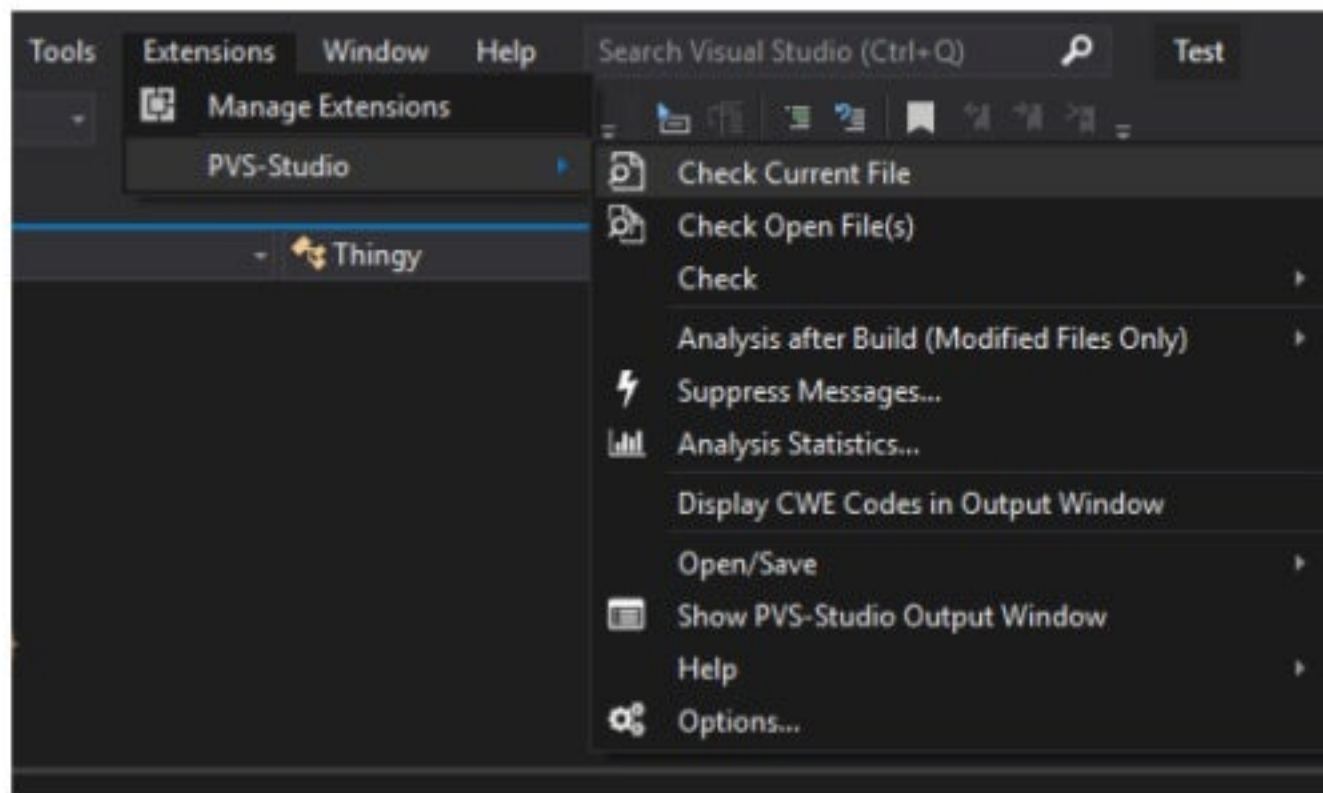 Tools Extensions Window Help Search Visual Studio (Ctrl+Q) Test
Manage Extensions
PVS-Studio
Thingy
Check Current File
Check Open File(s)
Check
Analysis after Build (Modified Files Only)
Suppress Messages...
Analysis Statistics...
Display CWE Codes in Output Window
Open/Save
Show PVS-Studio Output Window
Help
Options...